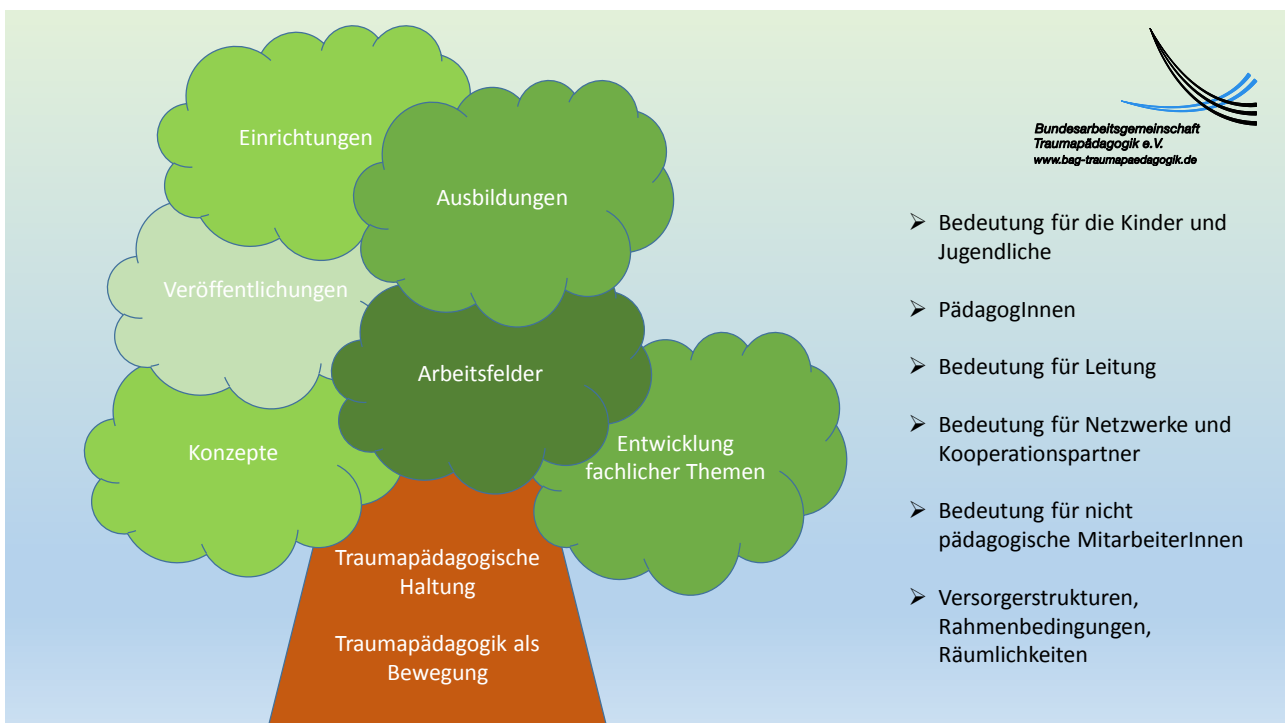 Einrichtungen
Ausbildungen
Veröffentlichungen
Arbeitsfelder
Konzepte
Entwicklung
fachlicher Themen
Traumapädagogische
Haltung
Traumapädagogik als
Bewegung
Bundesarbeitsgemeinschaft
Traumapädagogik e.V.
www.bag-traumapaedagogik.de
➢ Bedeutung für die Kinder und
Jugendliche
➢ PädagogInnen
➢ Bedeutung für Leitung
➢ Bedeutung für Netzwerke und
Kooperationspartner
➢ Bedeutung für nicht
pädagogische MitarbeiterInnen
➢ Versorgerstrukturen,
Rahmenbedingungen,
Räumlichkeiten